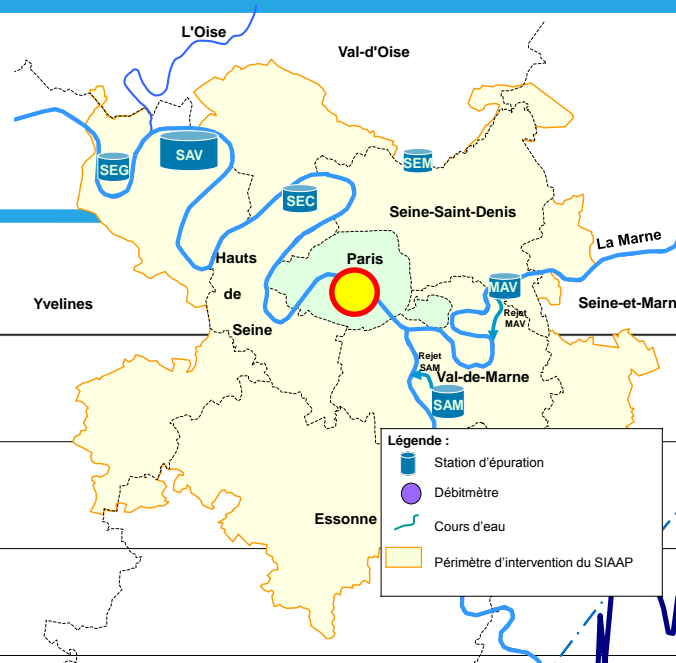 L'Oise
Val-d'Oise
SAV
SEG
SEM
SEC
Seine-Saint-Denis
La Marne
Hauts
de
Seine
Paris
MAV
Yvelines
Seine-et-Marn
Rejet
MAV
Rejet
SAM
Val-de-Marne
SAM
Essonne
Légende :
Station d'épuration
Débitmètre
Cours d'eau
Périmètre d'intervention du SIAAP